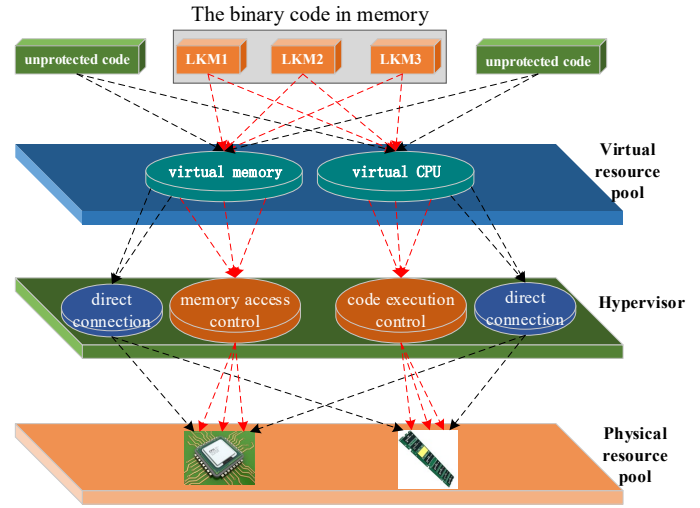 The binary code in memory
unprotected code
LKM1
LKM2
LKM3
unprotected code
virtual memory
virtual CPU
Virtual
resource
pool
direct
connection
memory access
control
code execution
control
direct
connection
Hypervisor
Physical
resource
pool